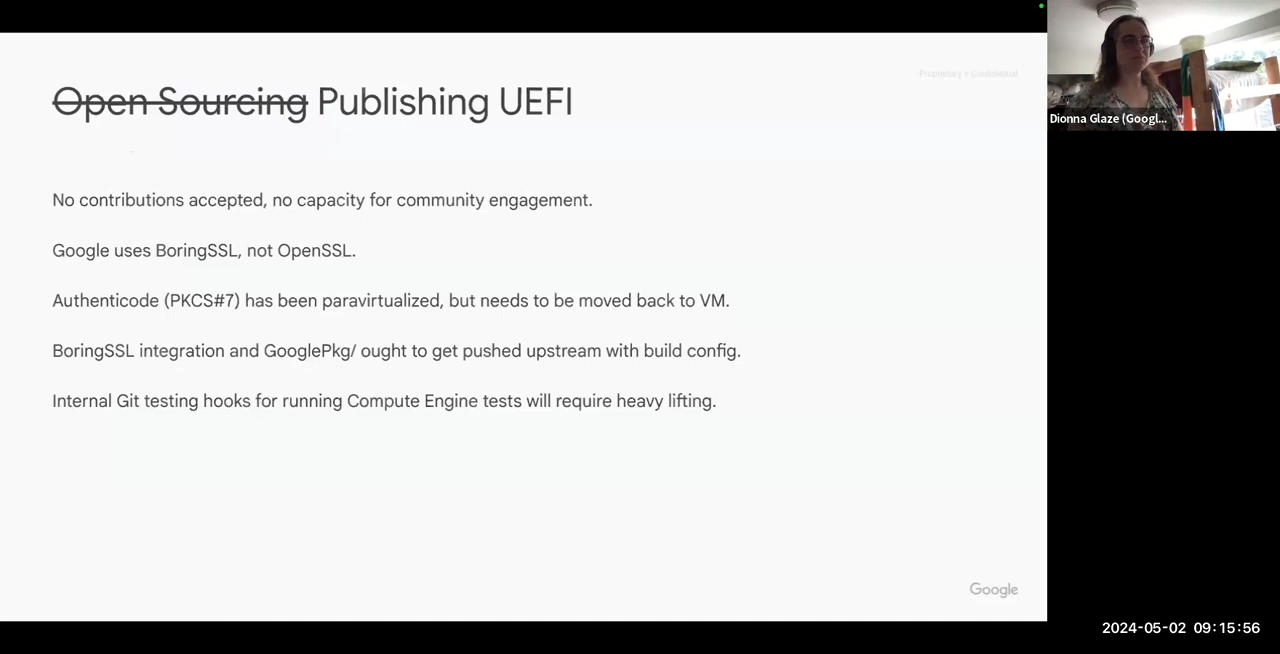 Proprietary + Confidential
Open Sourcing Publishing UEFI
No contributions accepted, no capacity for community engagement.
Google uses BoringSSL, not OpenSSL.
Authenticode (PKCS#7) has been paravirtualized, but needs to be moved back to VM.
BoringSSL integration and GooglePkg/ ought to get pushed upstream with build config.
Internal Git testing hooks for running Compute Engine tests will require heavy lifting.
Google
Dionna Glaze (Googl...
2024-05-02 09:15:56